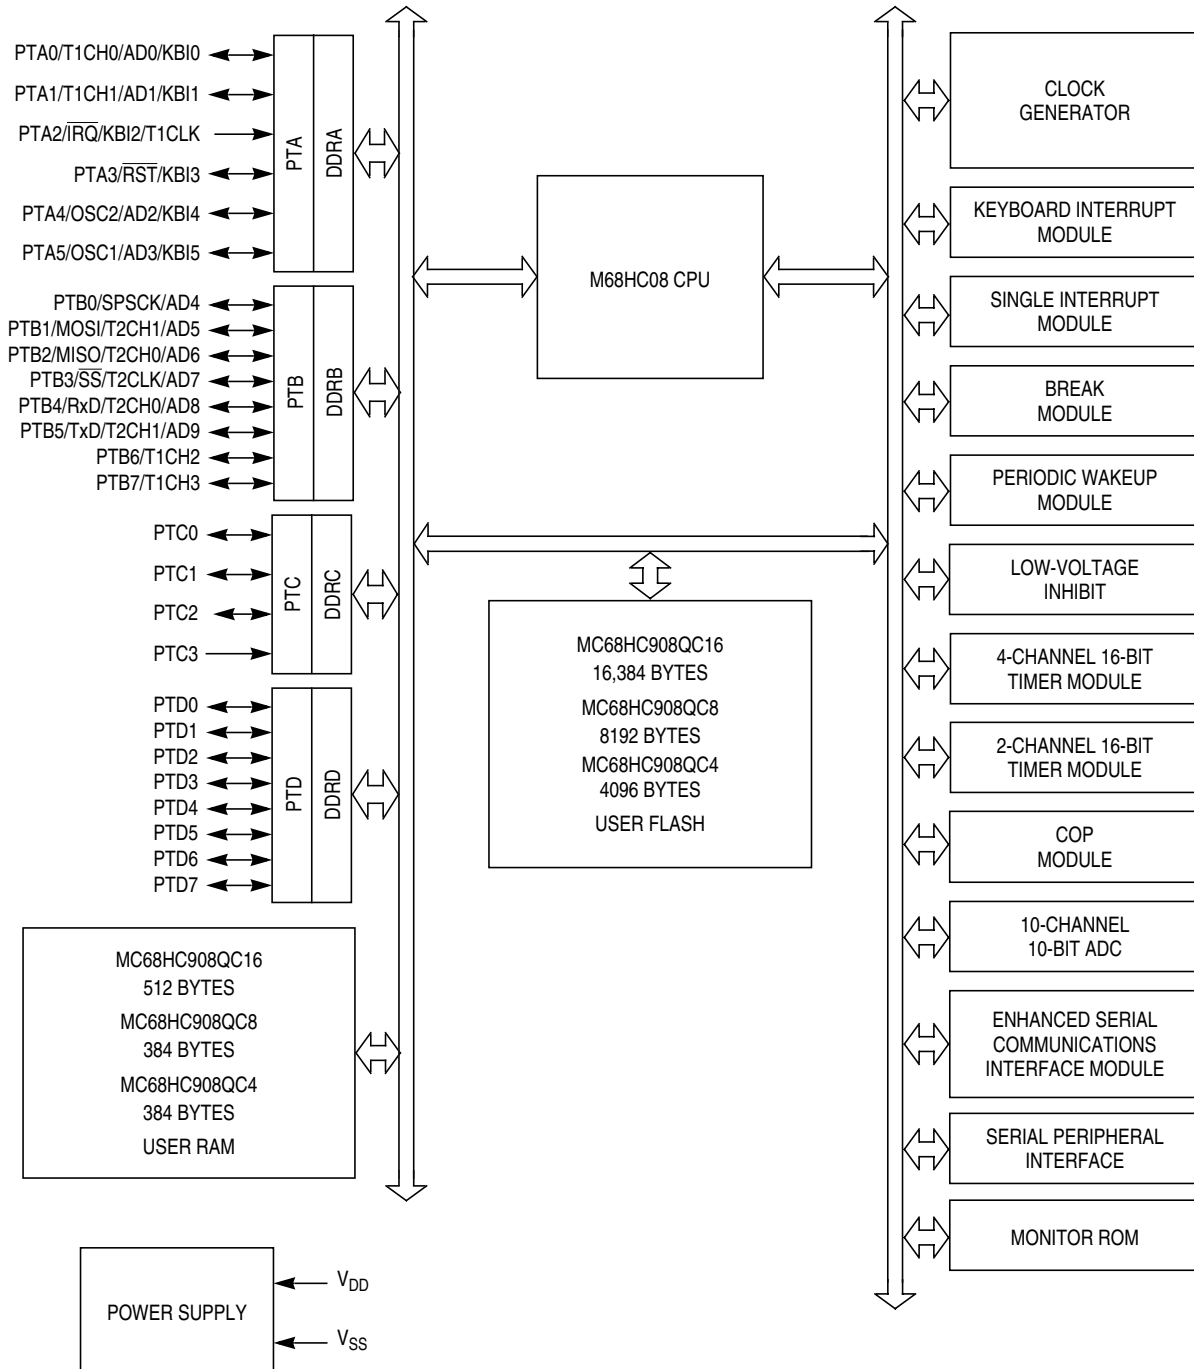 PTA0/T1CH0/AD0/KBI0
PTA1/T1CH1/AD1/KBI1
PTA2/IRQ/KBI2/T1CLK
PTA3/RST/KBI3
PTA4/OSC2/AD2/KBI4
PTA5/OSC1/AD3/KBI5
PTA
DDRA
PTB0/SPSCK/AD4
PTB1/MOSI/T2CH1/AD5
PTB2/MISO/T2CH0/AD6
PTB3/SS/T2CLK/AD7
PTB4/RxD/T2CH0/AD8
PTB5/TxD/T2CH1/AD9
PTB6/T1CH2
PTB7/T1CH3
PTB
DDRB
PTC0
PTC1
PTC2
PTC3
PTC
DDRC
PTD0
PTD1
PTD2
PTD3
PTD4
PTD5
PTD6
PTD7
PTD
DDRD
MC68HC908QC16
512 BYTES
MC68HC908QC8
384 BYTES
MC68HC908QC4
384 BYTES
USER RAM
POWER SUPPLY
VDD
VSS
M68HC08 CPU
MC68HC908QC16
16,384 BYTES
MC68HC908QC8
8192 BYTES
MC68HC908QC4
4096 BYTES
USER FLASH
CLOCK
GENERATOR
KEYBOARD INTERRUPT
MODULE
SINGLE INTERRUPT
MODULE
BREAK
MODULE
PERIODIC WAKEUP
MODULE
LOW-VOLTAGE
INHIBIT
4-CHANNEL 16-BIT
TIMER MODULE
2-CHANNEL 16-BIT
TIMER MODULE
COP
MODULE
10-CHANNEL
10-BIT ADC
ENHANCED SERIAL
COMMUNICATIONS
INTERFACE MODULE
SERIAL PERIPHERAL
INTERFACE
MONITOR ROM